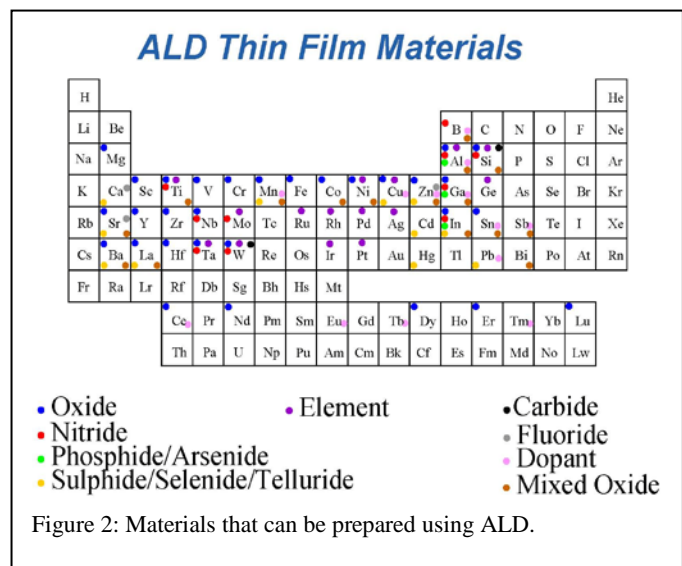 ALD Thin Film Materials
H He
Li Be B C N O F Ne
Na Mg Al Si P S Cl Ar
K Ca Sc Ti V Cr Mn Fe Co Ni Cu Zn Ga Ge As Se Br Kr
Rb Sr Y Zr Nb Mo Tc Ru Rh Pd Ag Cd In Sn Sb Te I Xe
Cs Ba La Hf Ta W Re Os Ir Pt Au Hg Tl Pb Bi Po At Rn
Fr Ra Lr Rf Db Sg Bh Hs Mt
Ce Pr Nd Pm Sm Eu Gd Tb Dy Ho Er Tm Yb Lu
Th Pa U Np Pu Am Cm Bk Cf Es Fm Md No Lw
Oxide Element Carbide
Nitride Fluoride
Phosphide/Arsenide Dopant
Sulphide/Selenide/Telluride Mixed Oxide
Figure 2: Materials that can be prepared using ALD.